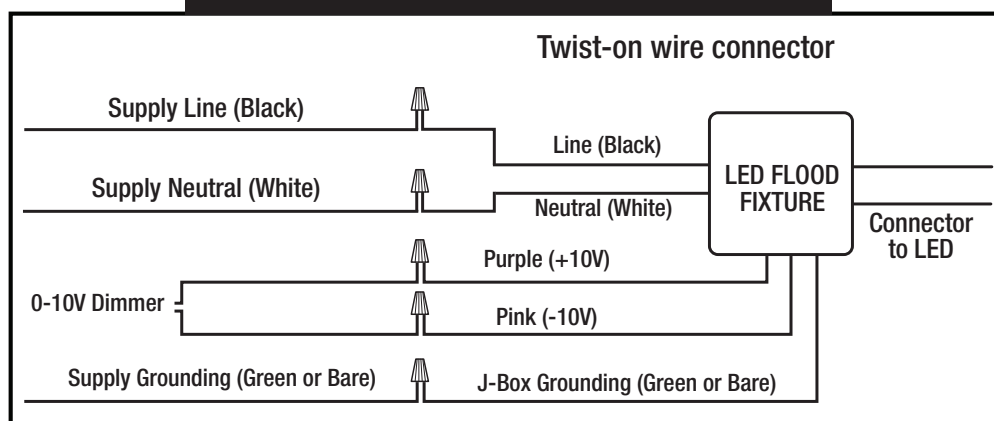 Twist-on wire connector
Supply Line (Black)
Line (Black)
Supply Neutral (White)
Neutral (White)
LED FLOOD
FIXTURE
Connector
to LED
Purple (+10V)
0-10V Dimmer
Pink (-10V)
Supply Grounding (Green or Bare)
J-Box Grounding (Green or Bare)